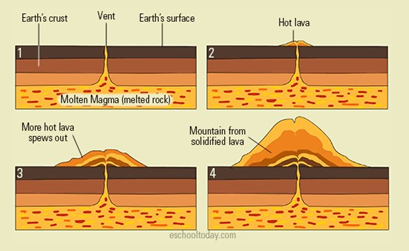 Earth's crust
Vent
Earth's surface
Hot lava
1
Molten Magma (melted rock)
2
More hot lava
spews out
3
Mountain from
solidified lava
4
eschooltoday.com